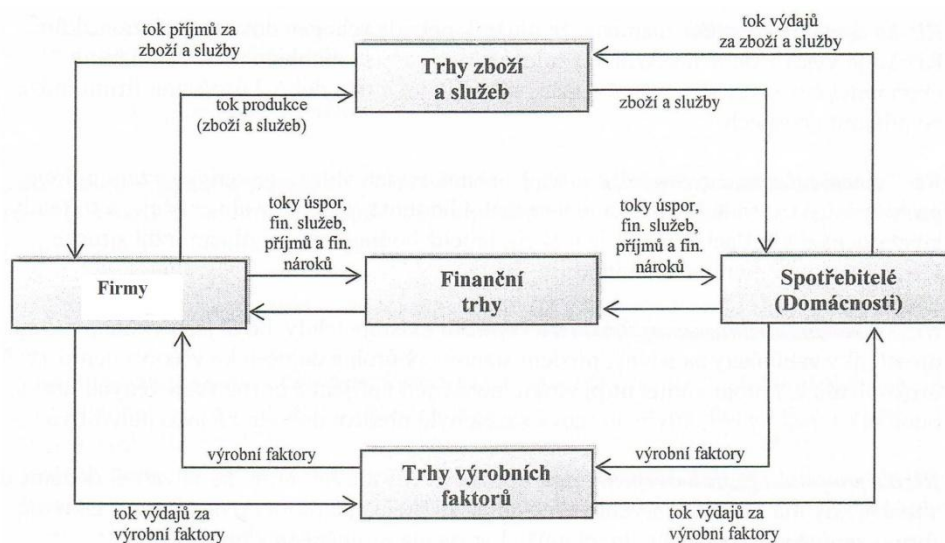 tok příjmů za
zboží a služby
tok výdajů
za zboží a služby
Trhy zboží
a služeb
tok produkce
(zboží a služeb)
zboží a služby
toky úspor,
fin. služeb,
příjmů a fin.
nároků
toky úspor,
fin. služeb,
příjmů a fin.
nároků
Firmy
Finanční
trhy
Spotřebitelé
(Domácnosti)
výrobní faktory
Trhy výrobních
faktorů
výrobní faktory
tok výdajů za
výrobní faktory
tok výdajů za
výrobní faktory